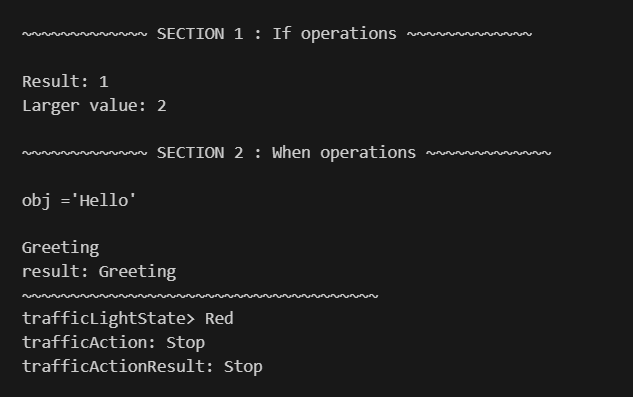 ~~~~~~~~~~~~~ SECTION 1 : If operations ~~~~~~~~~~~~~
Result: 1
Larger value: 2
~~~~~~~~~~~~~ SECTION 2 : When operations ~~~~~~~~~~~~~
obj ='Hello'
Greeting
result: Greeting
~~~~~~~~~~~~~~~~~~~~~~~~~~~~~~~~~~~~~
trafficLightState> Red
trafficAction: Stop
trafficActionResult: Stop